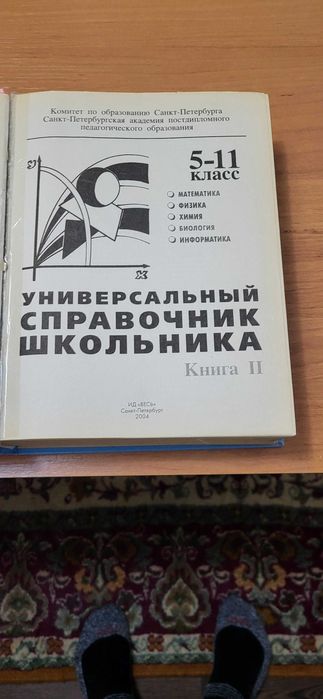 Комитет по образованию Санкт-Петербурга
Санкт-Петербургская академия постдипломного
педагогического образования
5-11
КЛАСС
МАТЕМАТИКА
ФИЗИКА
ХИМИЯ
БИОЛОГИЯ
ИНФОРМАТИКА
УНИВЕРСАЛЬНЫЙ
СПРАВОЧНИК
ШКОЛЬНИКА
Книга II
ИД «ВЕСЬ»
Санкт-Петербург
2004